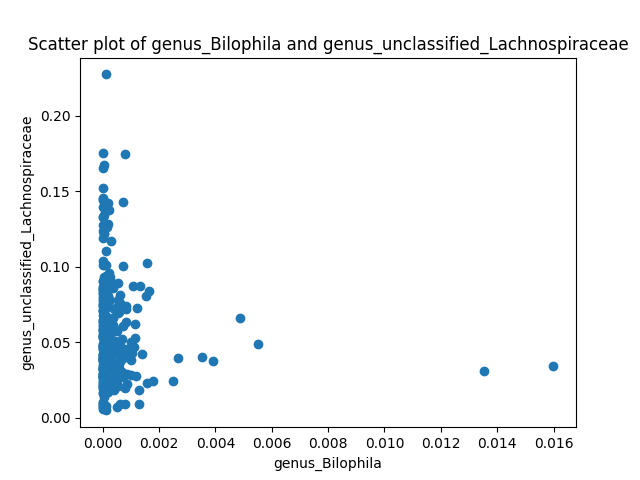 Scatter plot of genus_Bilophila and genus_unclassified_Lachnospiraceae
genus_unclassified_Lachnospiraceae
0.20
0.15
0.10
0.05
0.00
0.000 0.002 0.004 0.006 0.008 0.010 0.012 0.014 0.016
genus_Bilophila